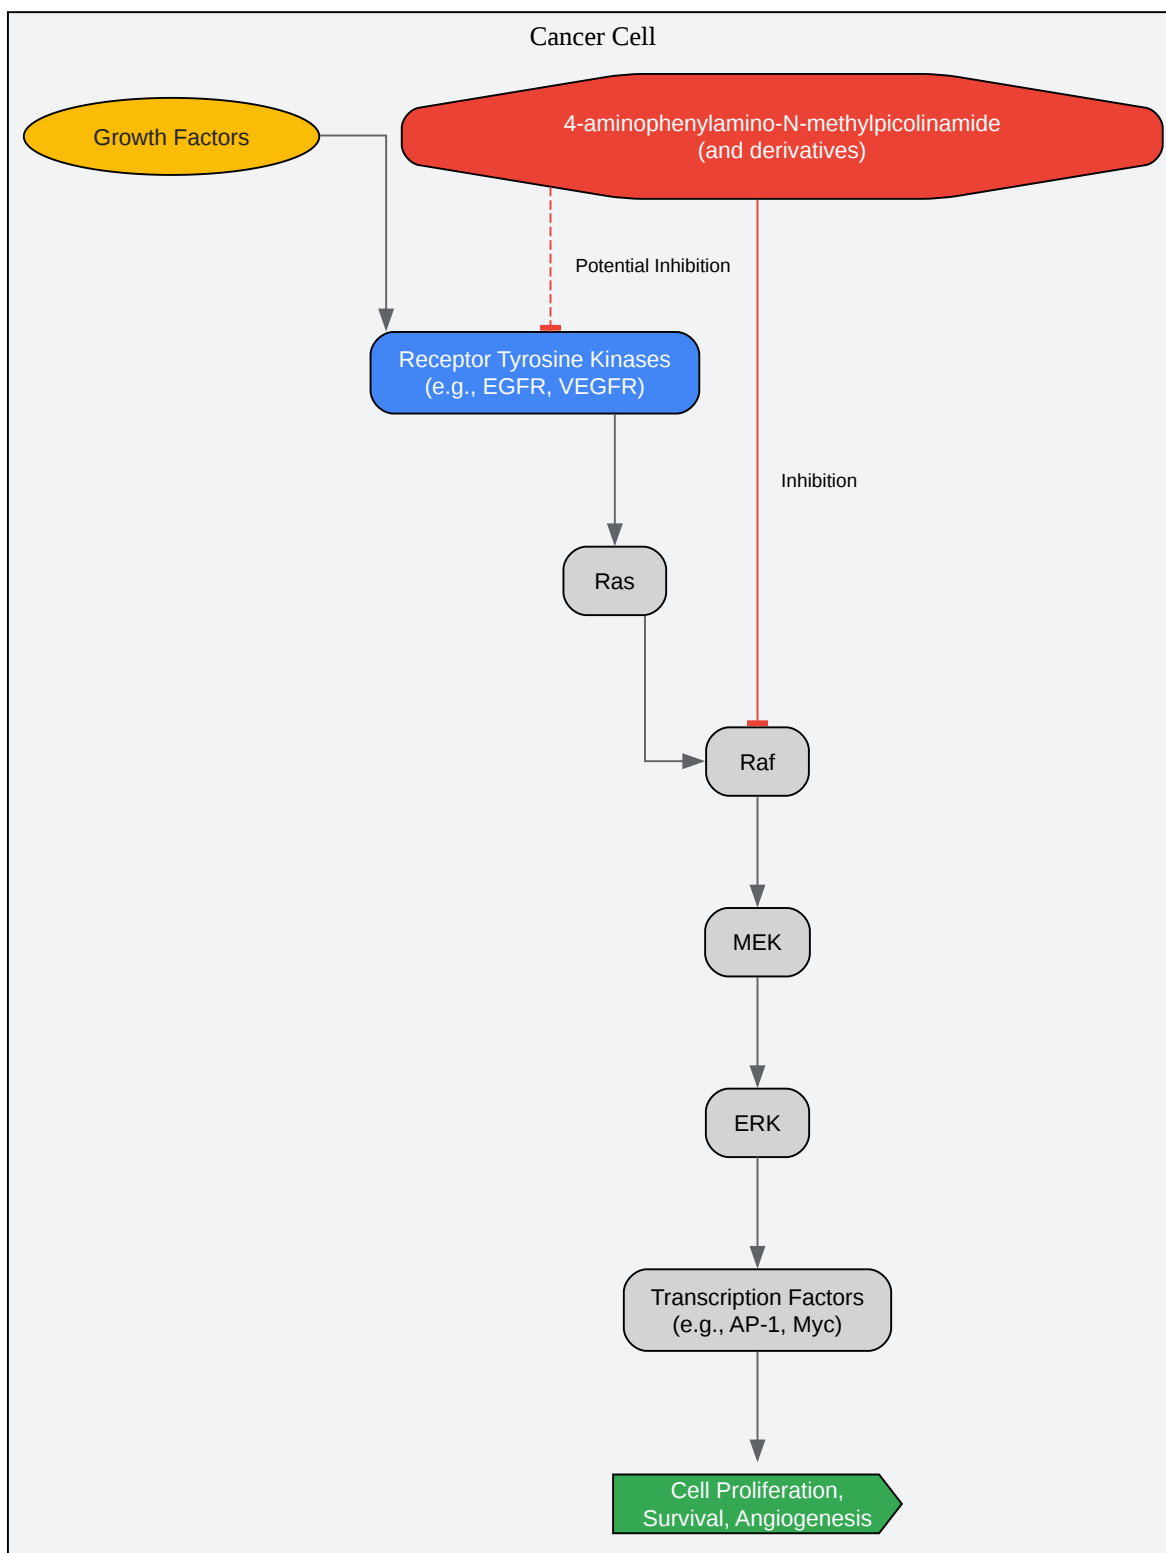 Cancer Cell
Growth Factors
4-aminophenylamino-N-methylpicolinamide
(and derivatives)
Potential Inhibition
Receptor Tyrosine Kinases
(e.g., EGFR, VEGFR)
Inhibition
Ras
Raf
MEK
ERK
Transcription Factors
(e.g., AP-1, Myc)
Cell Proliferation,
Survival, Angiogenesis